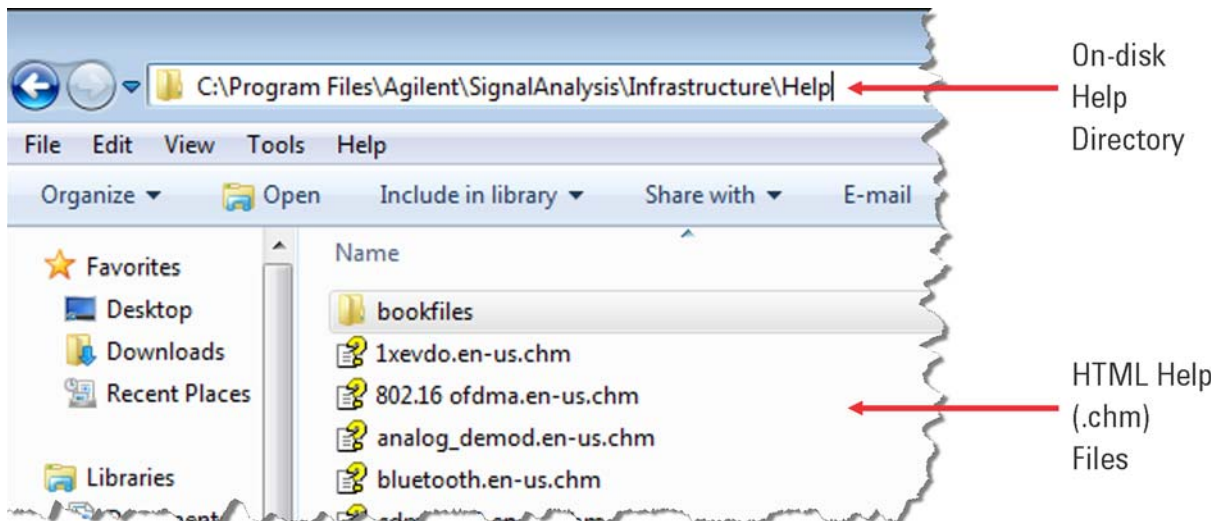 C:\Program Files\Agilent\SignalAnalysis\Infrastructure\Help
On-disk
Help
Directory
File Edit View Tools Help
Organize Open Include in library Share with E-mail
Favorites
Desktop
Downloads
Recent Places
Libraries
Name
bookfiles
1xevdo.en-us.chm
802.16 ofdma.en-us.chm
analog_demod.en-us.chm
bluetooth.en-us.chm
HTML Help
(.chm)
Files